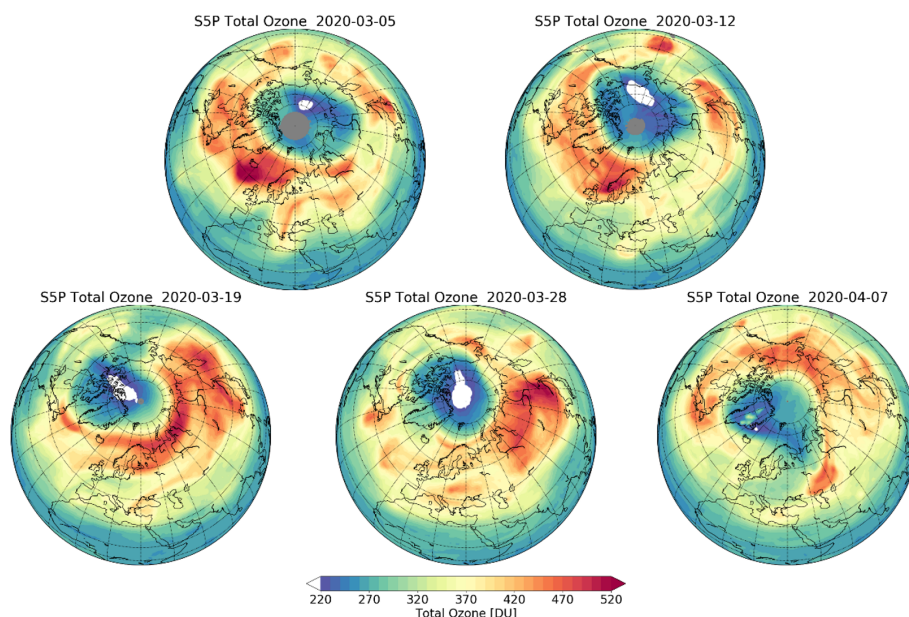 S5P Total Ozone 2020-03-05
S5P Total Ozone 2020-03-12
S5P Total Ozone 2020-03-19
S5P Total Ozone 2020-03-28
S5P Total Ozone 2020-04-07
220 270 320 370 420 470 520
Total Ozone [DU]